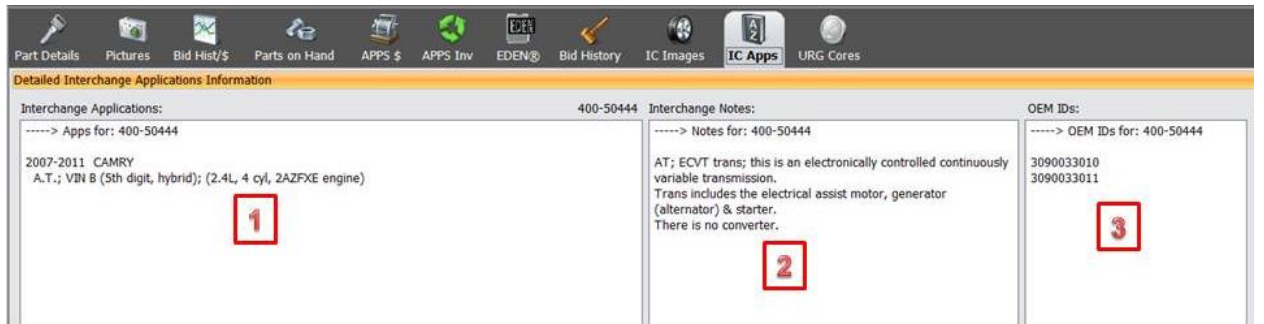 Part Details Pictures Bid Hist/$ Parts on Hand APPS $ APPS Inv EDEN® Bid History IC Images IC Apps URG Cores
EDEN
A
Z
Detailed Interchange Applications Information
Interchange Applications: 400-50444
-----> Apps for: 400-50444
2007-2011 CAMRY
A.T.; VIN B (5th digit, hybrid); (2.4L, 4 cyl, 2AZFXE engine)
1
Interchange Notes:
-----> Notes for: 400-50444
AT; ECVT trans; this is an electronically controlled continuously
variable transmission.
Trans includes the electrical assist motor, generator
(alternator) & starter.
There is no converter.
2
OEM IDs:
-----> OEM IDs for: 400-50444
3090033010
3090033011
3